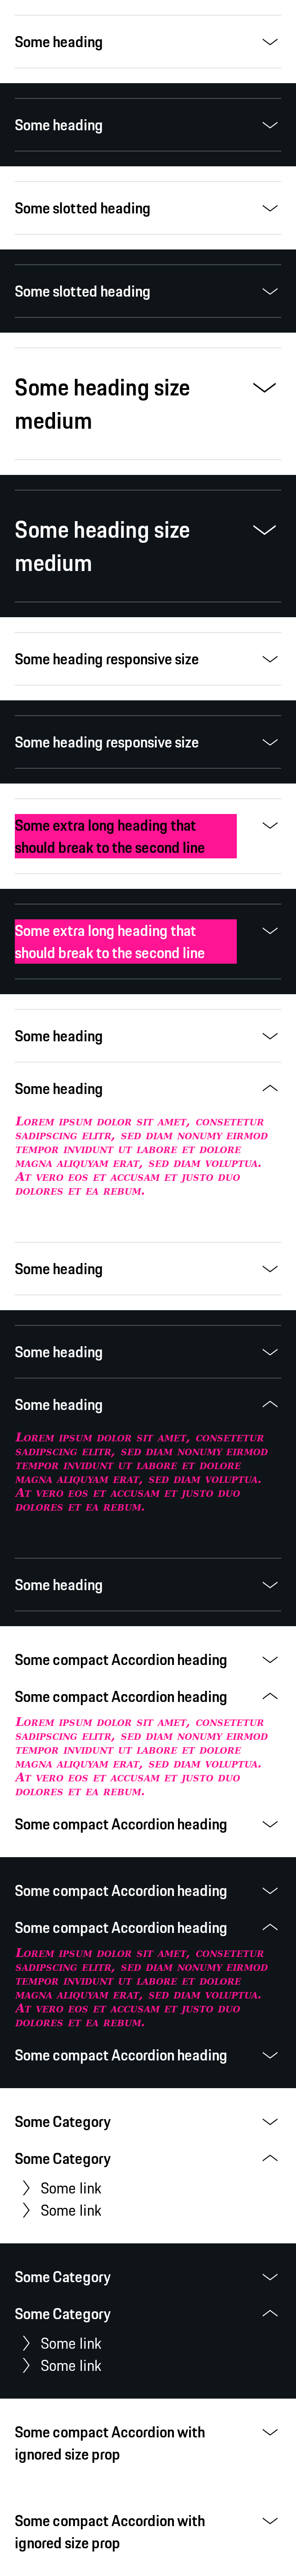 Some heading
Some heading
Some slotted heading
Some slotted heading
Some heading size
medium
Some heading size
medium
Some heading responsive size
Some heading responsive size
Some extra long heading that
should break to the second line
Some extra long heading that
should break to the second line
Some heading
Some heading
Lorem ipsum dolor sit amet, consetetur
sadipscing elitr, sed diam nonumy eirmod
tempor invidunt ut labore et dolore
magna aliquyam erat, sed diam voluptua.
At vero eos et accusam et justo duo
dolores et ea rebum.
Some heading
Some heading
Some heading
Lorem ipsum dolor sit amet, consetetur
sadipscing elitr, sed diam nonumy eirmod
tempor invidunt ut labore et dolore
magna aliquyam erat, sed diam voluptua.
At vero eos et accusam et justo duo
dolores et ea rebum.
Some heading
Some compact Accordion heading
Some compact Accordion heading
Lorem ipsum dolor sit amet, consetetur
sadipscing elitr, sed diam nonumy eirmod
tempor invidunt ut labore et dolore
magna aliquyam erat, sed diam voluptua.
At vero eos et accusam et justo duo
dolores et ea rebum.
Some compact Accordion heading
Some compact Accordion heading
Some compact Accordion heading
Lorem ipsum dolor sit amet, consetetur
sadipscing elitr, sed diam nonumy eirmod
tempor invidunt ut labore et dolore
magna aliquyam erat, sed diam voluptua.
At vero eos et accusam et justo duo
dolores et ea rebum.
Some compact Accordion heading
Some Category
Some Category
Some link
Some link
Some Category
Some Category
Some link
Some link
Some compact Accordion with
ignored size prop
Some compact Accordion with
ignored size prop